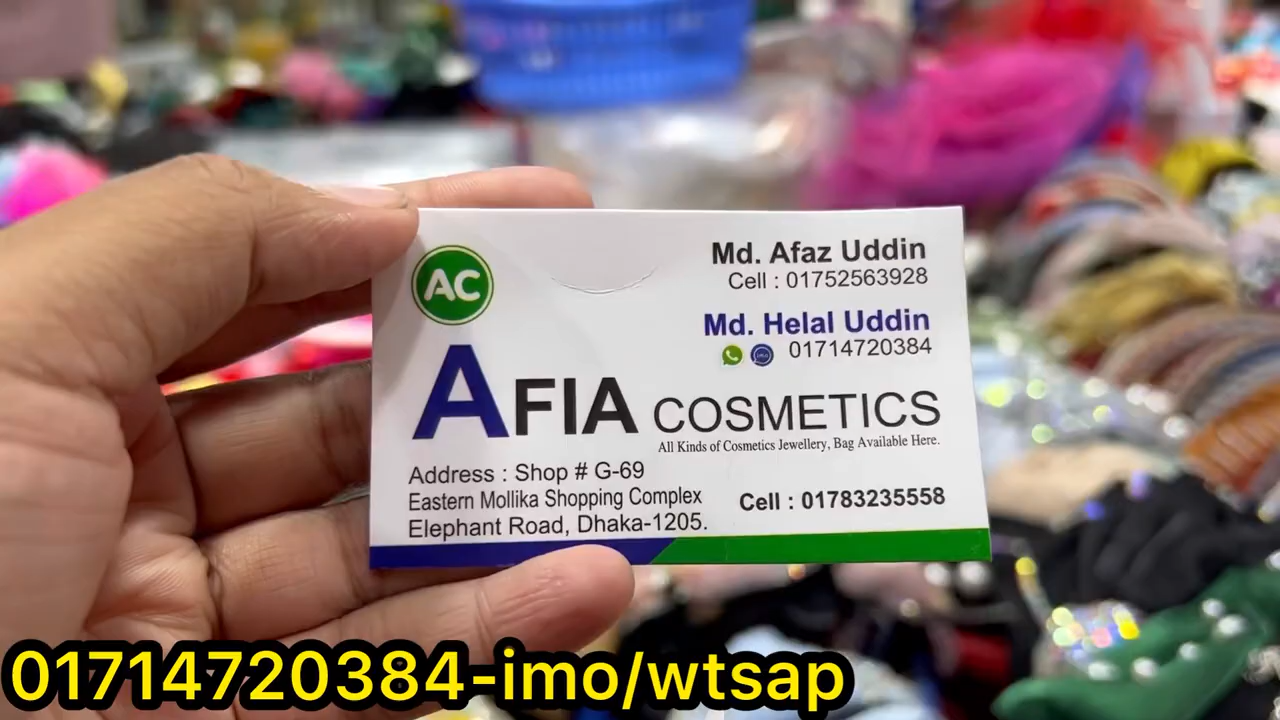 AC
Md. Afaz Uddin
Cell : 01752563928
Md. Helal Uddin
01714720384
AFIA COSMETICS
All Kinds of Cosmetics Jewellery, Bag Available Here.
Address : Shop # G-69
Eastern Mollika Shopping Complex
Elephant Road, Dhaka-1205.
Cell : 01783235558
01714720384-imo/wtsap